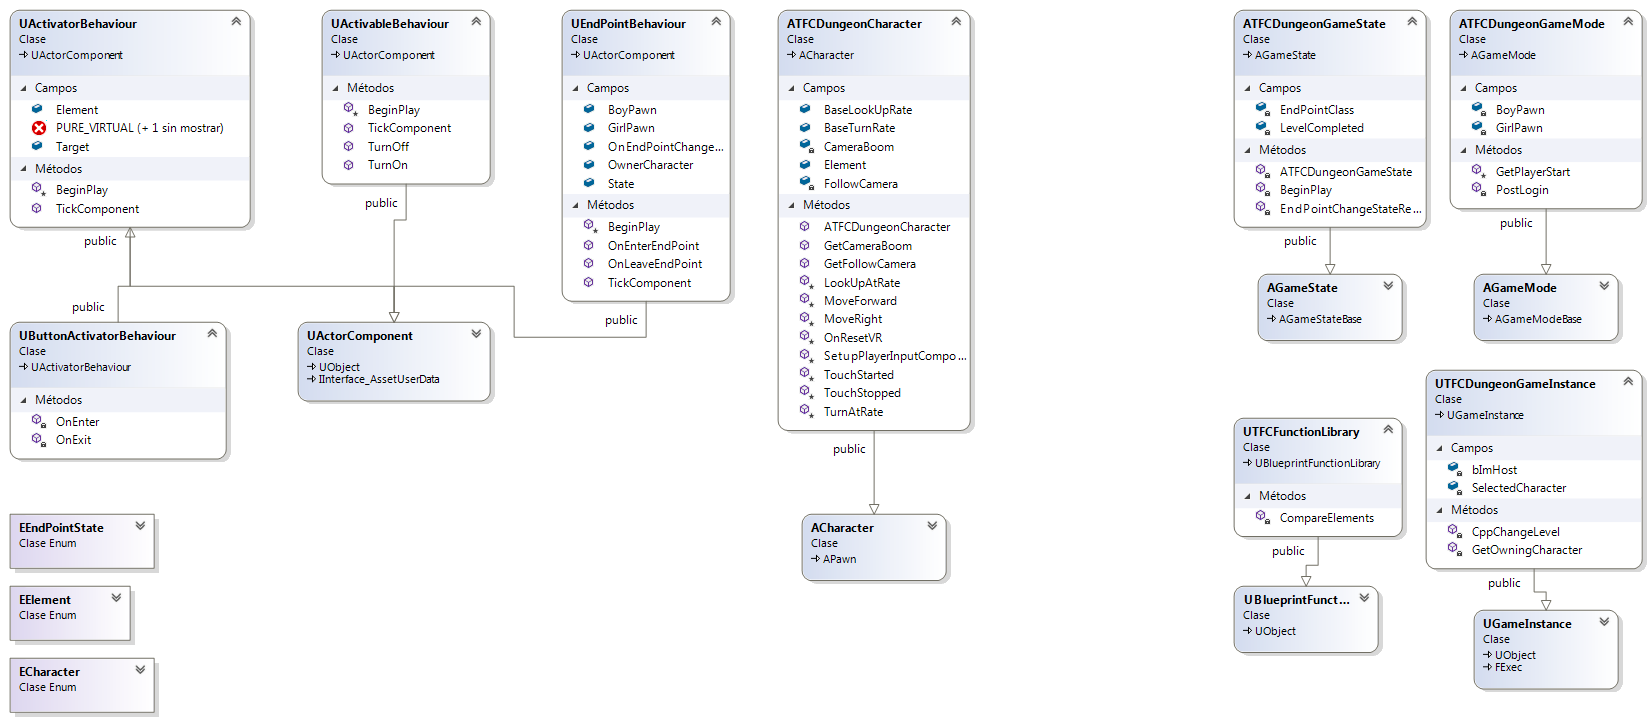 UActivatorBehaviour
Clase
UActorComponent
Campos
Element
PURE_VIRTUAL (+ 1 sin mostrar)
Target
Métodos
BeginPlay
TickComponent
public
public
UButtonActivatorBehaviour
Clase
UActivatorBehaviour
Métodos
OnEnter
OnExit
EEndPointState
Clase Enum
EElement
Clase Enum
ECharacter
Clase Enum
UActivableBehaviour
Clase
UActorComponent
Métodos
BeginPlay
TickComponent
TurnOff
TurnOn
public
UActorComponent
Clase
UObject
IInterface_AssetUserData
UEndPointBehaviour
Clase
UActorComponent
Campos
BoyPawn
GirlPawn
OnEndPointChange...
OwnerCharacter
State
Métodos
BeginPlay
OnEnterEndPoint
OnLeaveEndPoint
TickComponent
public
ATFCDungeonCharacter
Clase
ACharacter
Campos
BaseLookUpRate
BaseTurnRate
CameraBoom
Element
FollowCamera
Métodos
ATFCDungeonCharacter
GetCameraBoom
GetFollowCamera
LookUpAtRate
MoveForward
MoveRight
OnResetVR
SetupPlayerInputCompo...
TouchStarted
TouchStopped
TurnAtRate
public
ACharacter
Clase
APawn
ATFCDungeonGameState
Clase
AGameState
Campos
EndPointClass
LevelCompleted
Métodos
ATFCDungeonGameState
BeginPlay
EndPointChangeStateRe...
public
AGameState
Clase
AGameStateBase
ATFCDungeonGameMode
Clase
AGameMode
Campos
BoyPawn
GirlPawn
Métodos
GetPlayerStart
PostLogin
public
AGameMode
Clase
AGameModeBase
UTFCFunctionLibrary
Clase
UBlueprintFunctionLibrary
Métodos
CompareElements
public
UBlueprintFunct...
Clase
UObject
UTFCDungeonGameInstance
Clase
UGameInstance
Campos
bImHost
SelectedCharacter
Métodos
CppChangeLevel
GetOwningCharacter
public
UGameInstance
Clase
UObject
FExec